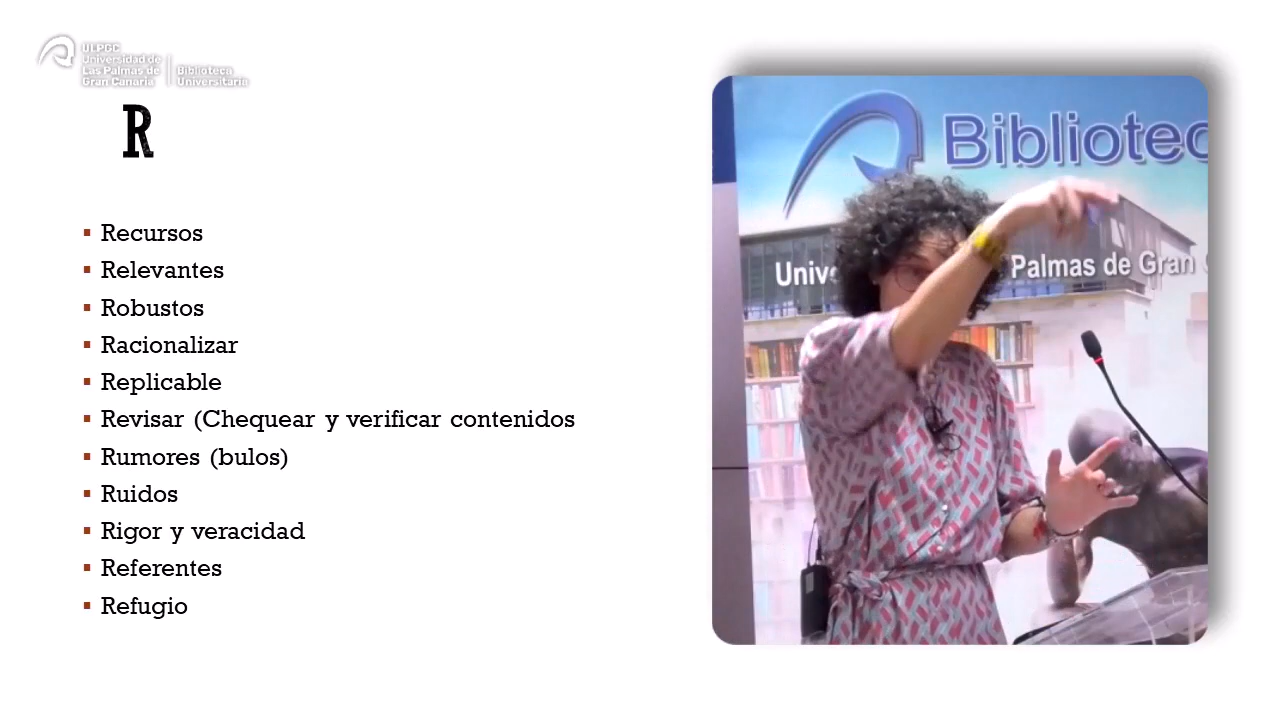 ULPGC
Universidad de
Las Palmas de
Gran Canaria
Biblioteca
Universitaria
R
Recursos
Relevantes
Robustos
Racionalizar
Replicable
Revisar (Chequear y verificar contenidos
Rumores (bulos)
Ruidos
Rigor y veracidad
Referentes
Refugio
Bibliotec
Unive
Palmas de Gran